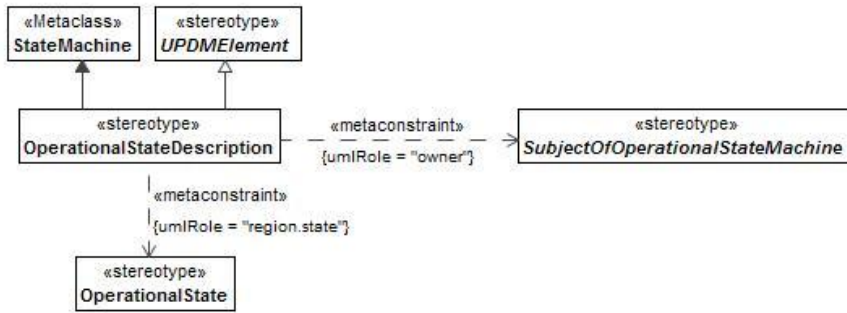 «Metaclass»
StateMachine
«stereotype»
UPDMElement
«stereotype»
OperationalStateDescription
«metaconstraint»
{umlRole = "owner"}
«stereotype»
SubjectOfOperationalStateMachine
«metaconstraint»
{umlRole = "region.state"}
«stereotype»
OperationalState